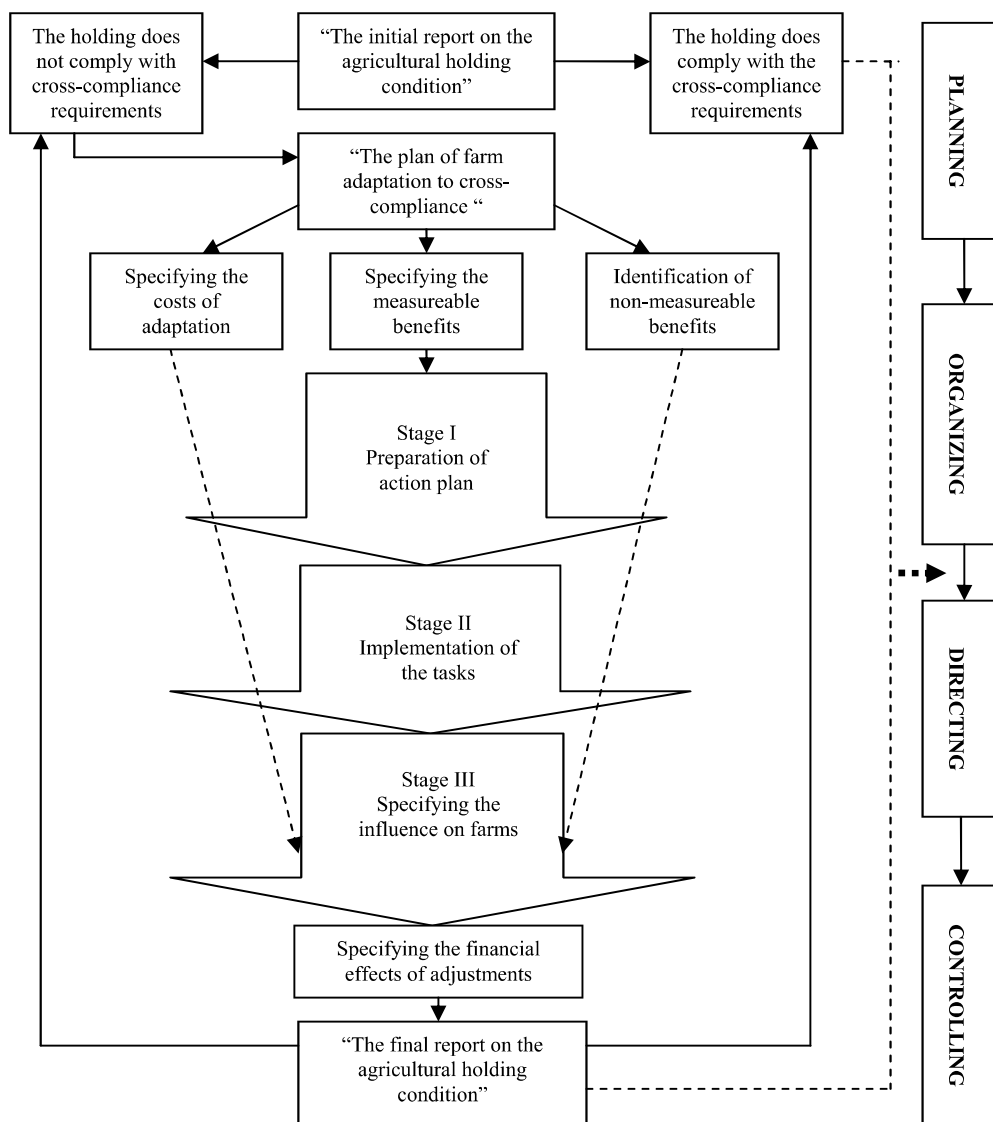 The holding does
not comply with
cross-compliance
requirements
“The initial report on the
agricultural holding
condition”
The holding does
comply with the
cross-compliance
requirements
“The plan of farm
adaptation to cross-
compliance “
Specifying the
costs of
adaptation
Specifying the
measureable
benefits
Identification of
non-measureable
benefits
Stage I
Preparation of
action plan
Stage II
Implementation of
the tasks
Stage III
Specifying the
influence on farms
Specifying the financial
effects of adjustments
“The final report on the
agricultural holding
condition”
PLANNING
ORGANIZING
DIRECTING
CONTROLLING